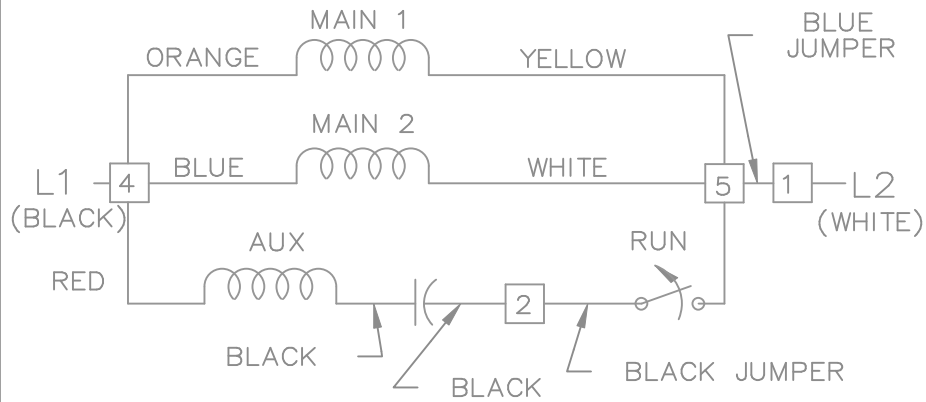 MAIN 1
BLUE
JUMPER
ORANGE
YELLOW
MAIN 2
BLUE
WHITE
L1
(BLACK)
4
5
1
L2
(WHITE)
AUX
RUN
RED
2
BLACK
BLACK
BLACK JUMPER